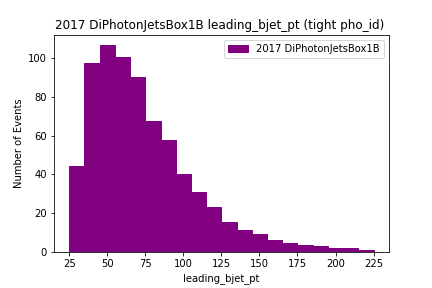 2017 DiPhotonJetsBox1B leading_bjet_pt (tight pho_id)
2017 DiPhotonJetsBox1B
Number of Events
100
80
60
40
20
0
25 50 75 100 125 150 175 200 225
leading_bjet_pt